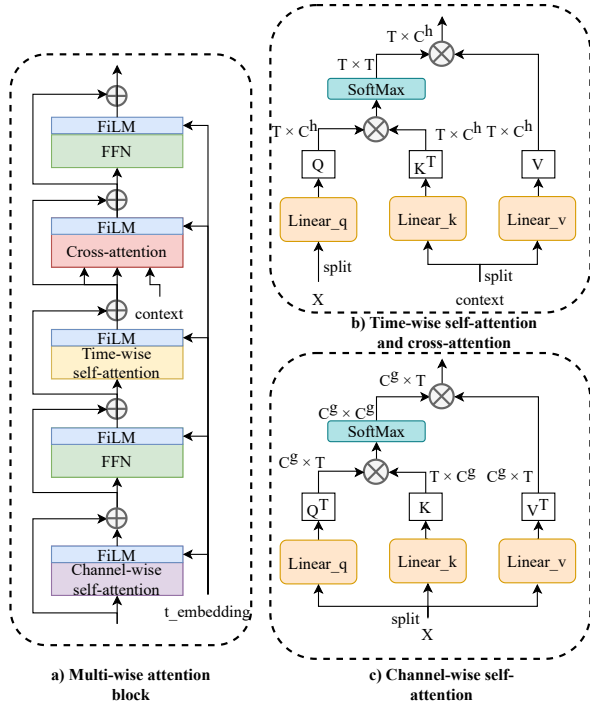 FiLM
FFN
FiLM
Cross-attention
context
FiLM
Time-wise
self-attention
FiLM
FFN
FiLM
Channel-wise
self-attention
t_embedding
a) Multi-wise attention
block
T × C^h
T × T
SoftMax
T × C^h
T × C^h
T × C^h
Q
K^T
V
Linear_q
Linear_k
Linear_v
split
split
X
context
b) Time-wise self-attention
and cross-attention
C^g × T
C^g × C^g
SoftMax
C^g × T
T × C^g
C^g × T
Q^T
K
V^T
Linear_q
Linear_k
Linear_v
split
X
c) Channel-wise self-
attention